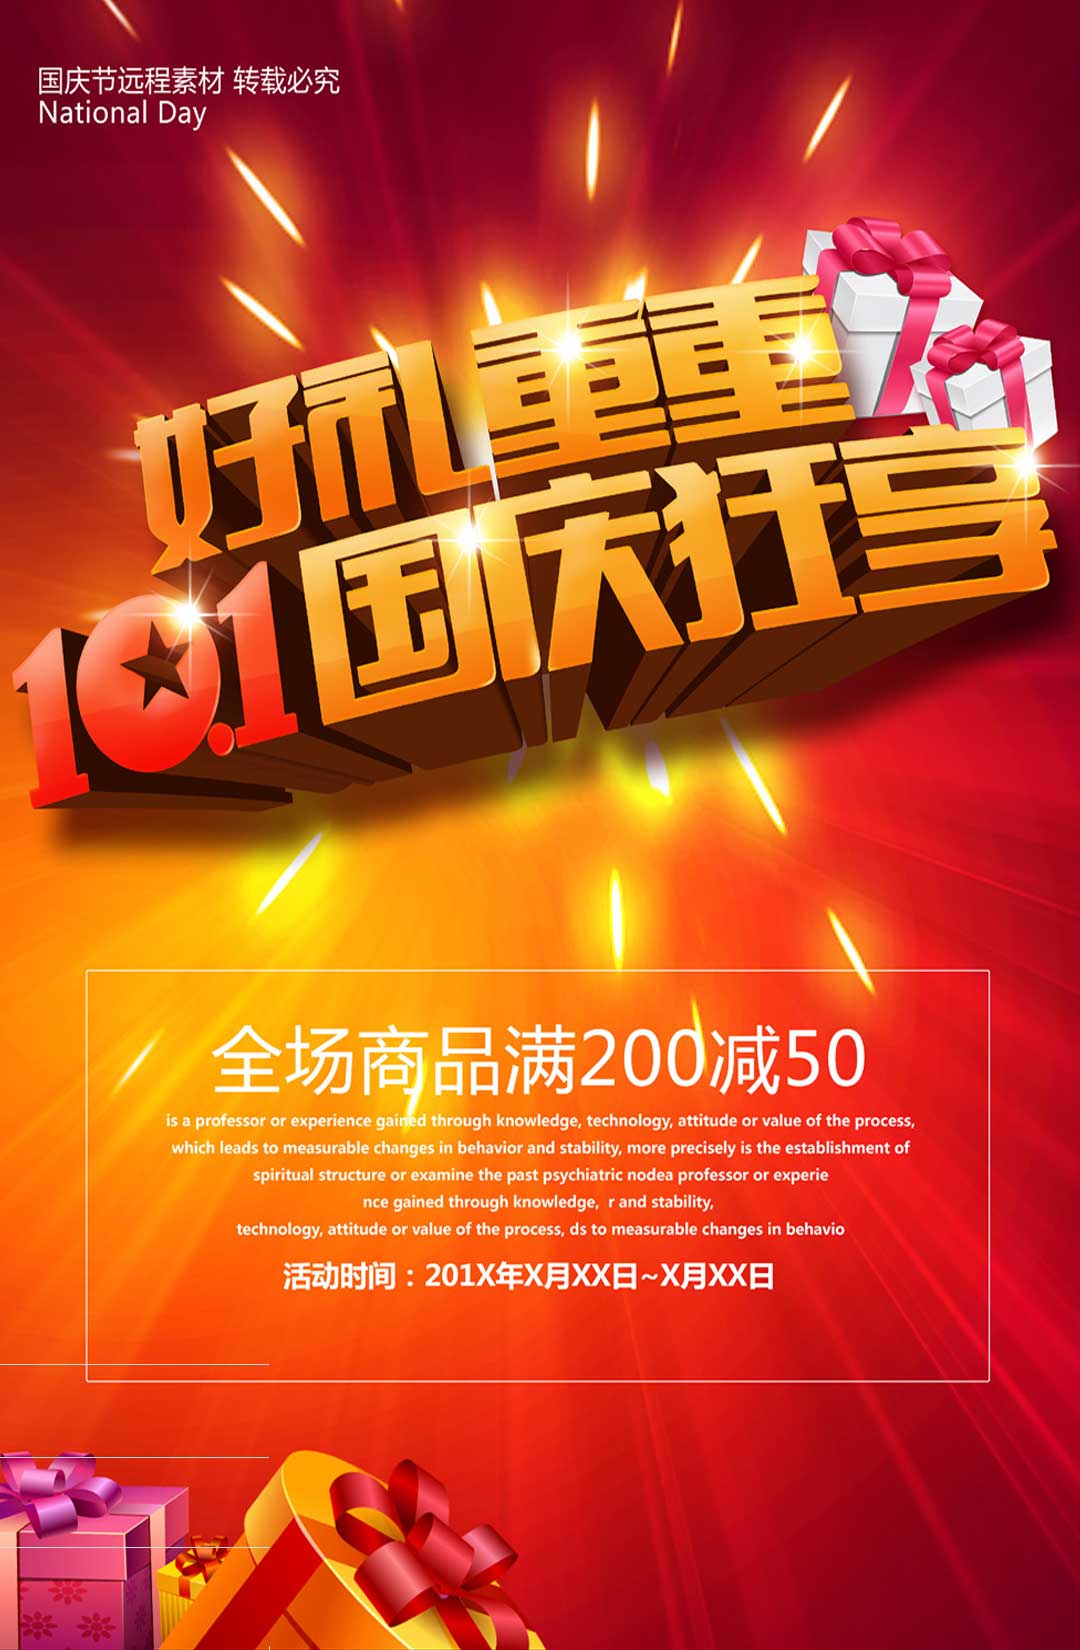 国庆节远程素材 转载必究
National Day
好礼重重
10.1国庆狂享
全场商品满200减50
is a professor or experience gained through knowledge, technology, attitude or value of the process,
which leads to measurable changes in behavior and stability, more precisely is the establishment of
spiritual structure or examine the past psychiatric nodea professor or experie
nce gained through knowledge, r and stability,
technology, attitude or value of the process, ds to measurable changes in behavio
活动时间：201X年X月XX日~X月XX日